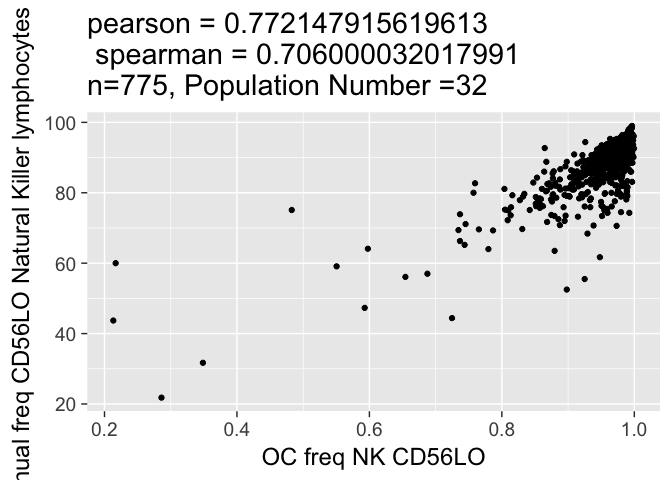 pearson = 0.772147915619613
spearman = 0.706000032017991
n=775, Population Number =32
freq CD56LO Natural Killer lymphocytes
100
80
60
40
20
0.2
0.4
0.6
0.8
1.0
OC freq NK CD56LO